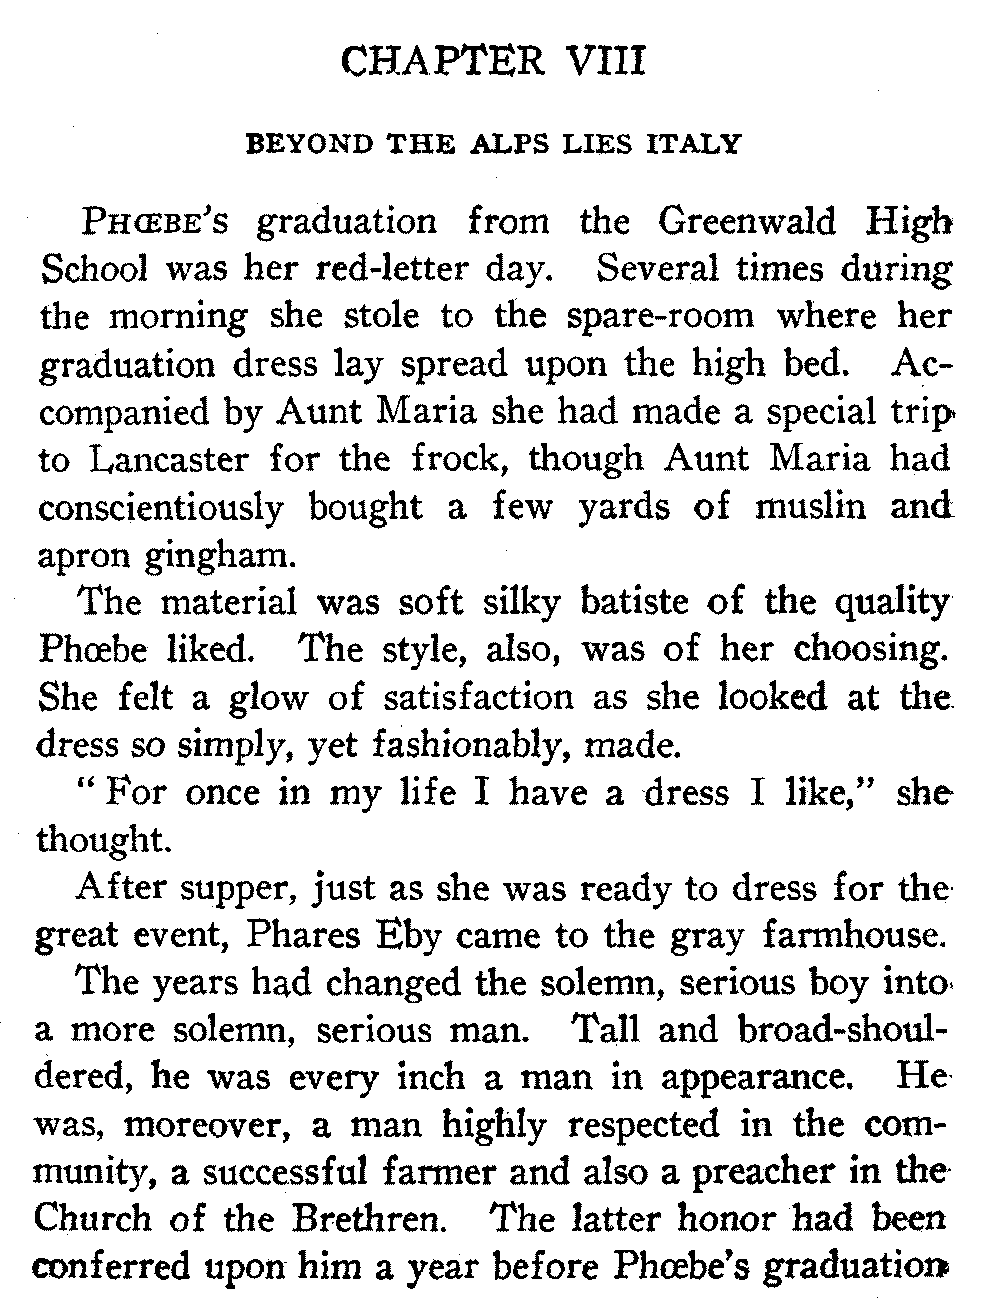 CHAPTER VIII
BEYOND THE ALPS LIES ITALY
PHŒBE'S graduation from the Greenwald High
School was her red-letter day. Several times during
the morning she stole to the spare-room where her
graduation dress lay spread upon the high bed. Ac-
companied by Aunt Maria she had made a special trip
to Lancaster for the frock, though Aunt Maria had
conscientiously bought a few yards of muslin and
apron gingham.
The material was soft silky batiste of the quality
Phœbe liked. The style, also, was of her choosing.
She felt a glow of satisfaction as she looked at the
dress so simply, yet fashionably, made.
" For once in my life I have a dress I like," she
thought.
After supper, just as she was ready to dress for the
great event, Phares Eby came to the gray farmhouse.
The years had changed the solemn, serious boy into
a more solemn, serious man. Tall and broad-shoul-
dered, he was every inch a man in appearance. He
was, moreover, a man highly respected in the com-
munity, a successful farmer and also a preacher in the
Church of the Brethren. The latter honor had been
conferred upon him a year before Phœbe's graduation